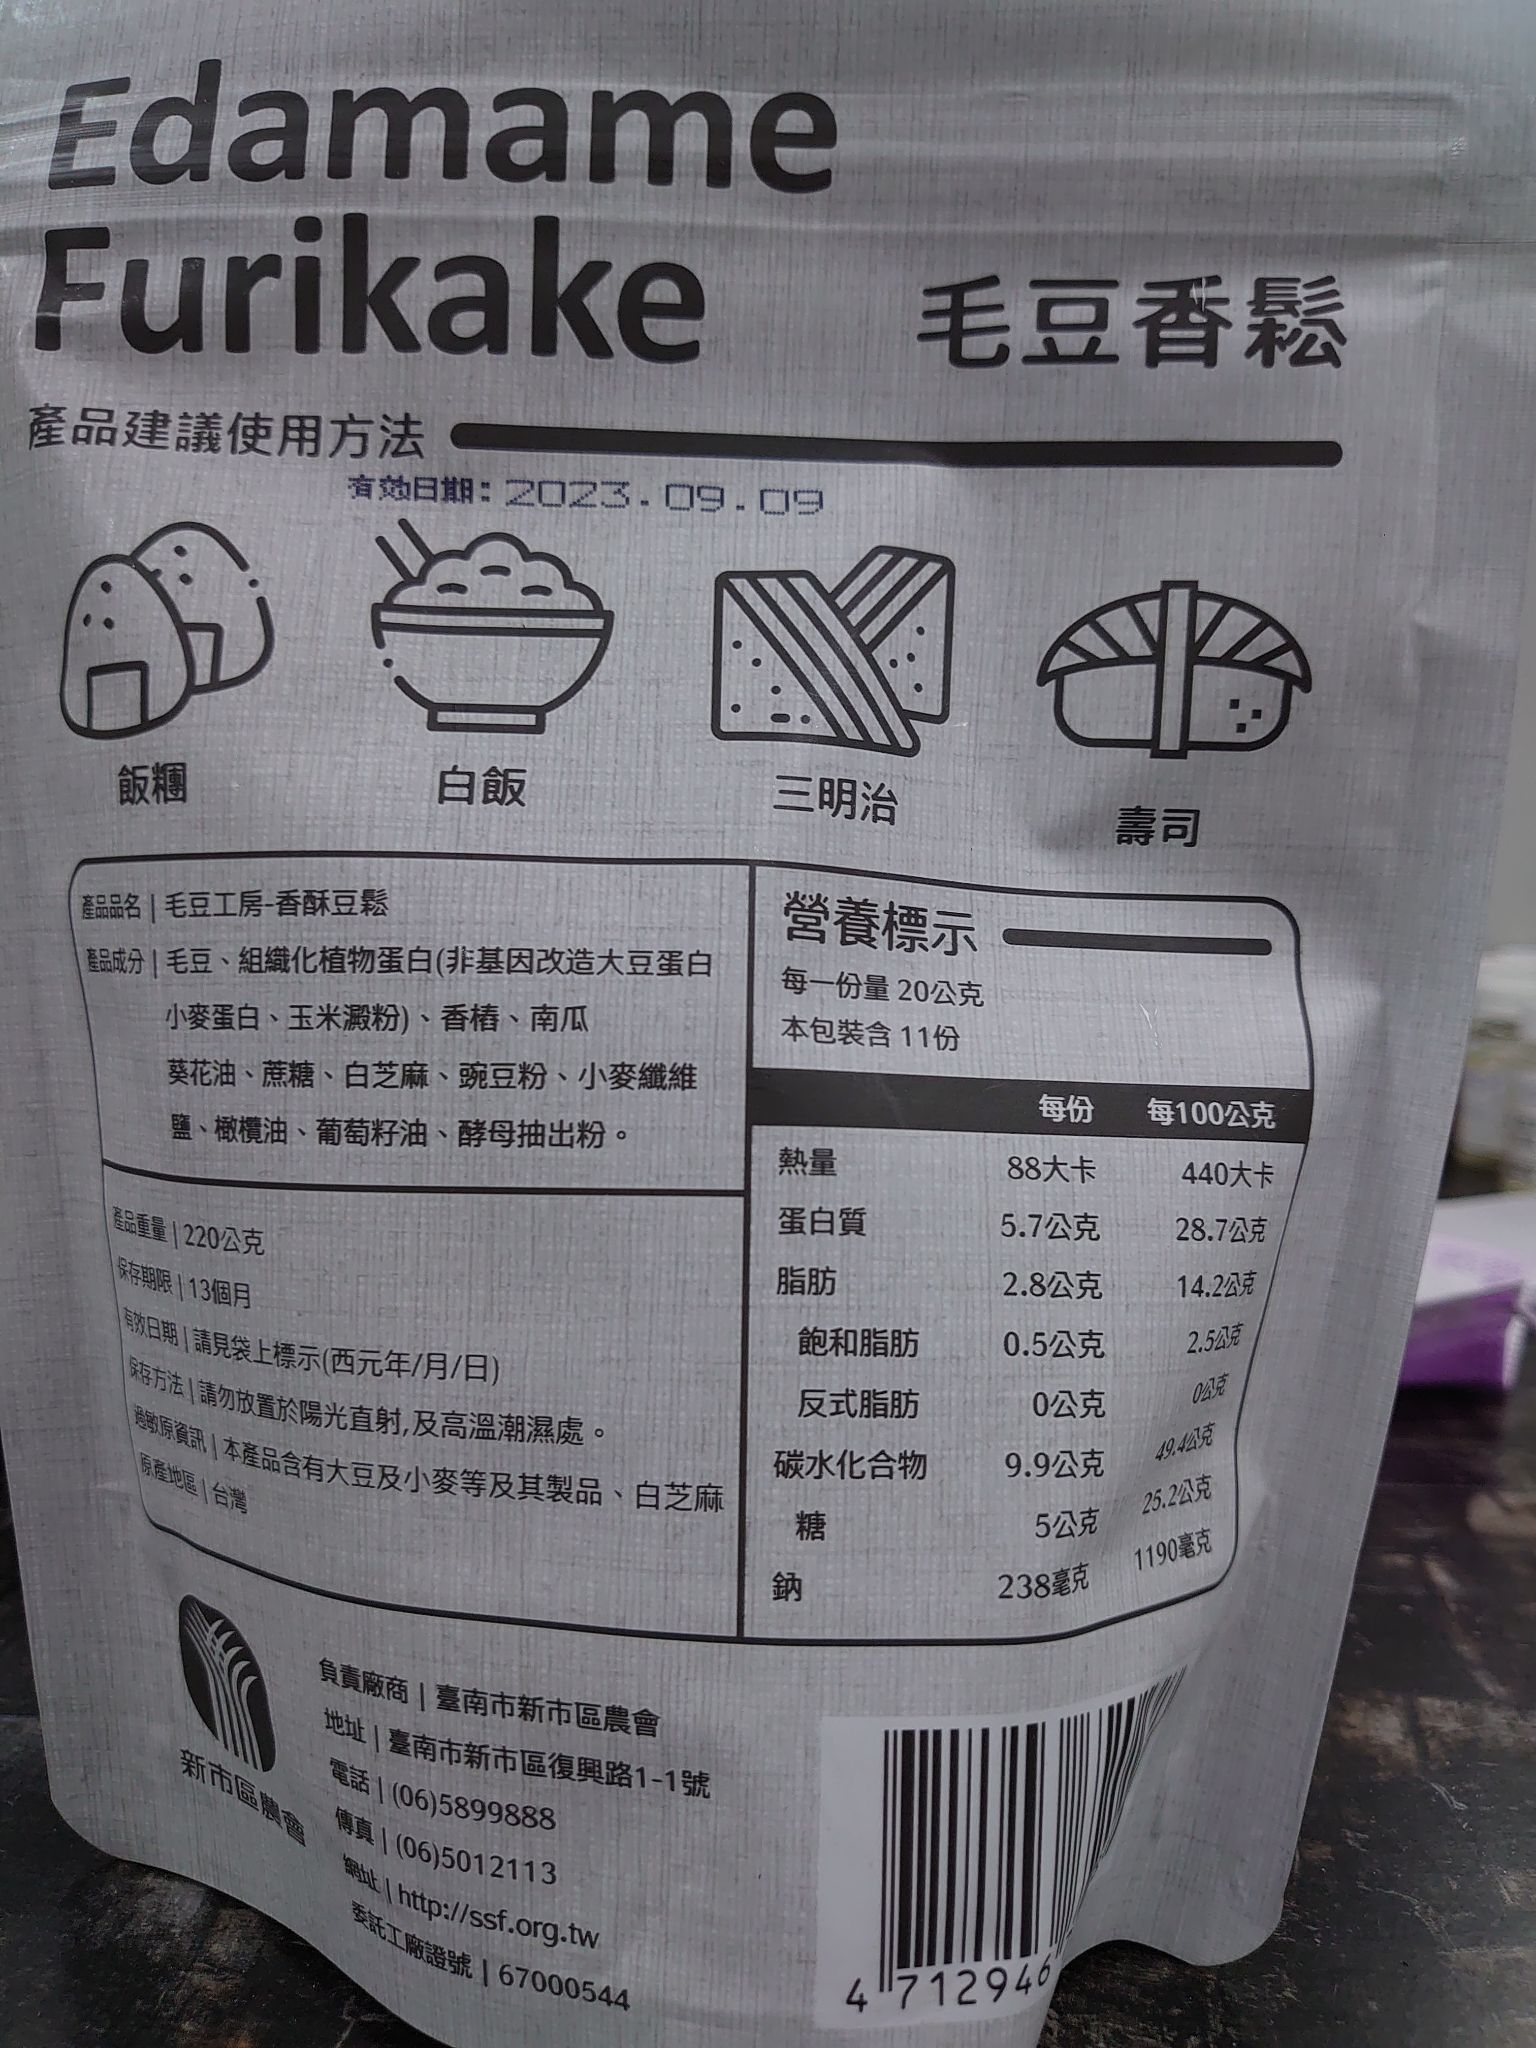 Edamame
Furikake
毛豆香鬆
產品建議使用方法
有效日期: 2023.09.09
飯糰
白飯
三明治
壽司
產品品名 | 毛豆工房-香酥豆鬆
產品成分 | 毛豆、組織化植物蛋白(非基因改造大豆蛋白
小麥蛋白、玉米澱粉)、香椿、南瓜
葵花油、蔗糖、白芝麻、豌豆粉、小麥纖維
鹽、橄欖油、葡萄籽油、酵母抽出粉。
產品重量 | 220公克
保存期限 | 13個月
有效日期 | 請見袋上標示(西元年/月/日)
保存方法 | 請勿放置於陽光直射,及高溫潮濕處。
過敏原資訊 | 本產品含有大豆及小麥等及其製品、白芝麻
原產地區 | 台灣
營養標示
每一份量 20公克
本包裝含 11份
每份 每100公克
熱量 88大卡 440大卡
蛋白質 5.7公克 28.7公克
脂肪 2.8公克 14.2公克
飽和脂肪 0.5公克 2.5公克
反式脂肪 0公克 0公克
碳水化合物 9.9公克 49.4公克
糖 5公克 25.2公克
鈉 238毫克 1190毫克
新市區農會
負責廠商 | 臺南市新市區農會
地址 | 臺南市新市區復興路1-1號
電話 | (06)5899888
傳真 | (06)5012113
網址 | http://ssf.org.tw
委託工廠證號 | 67000544
4 712946